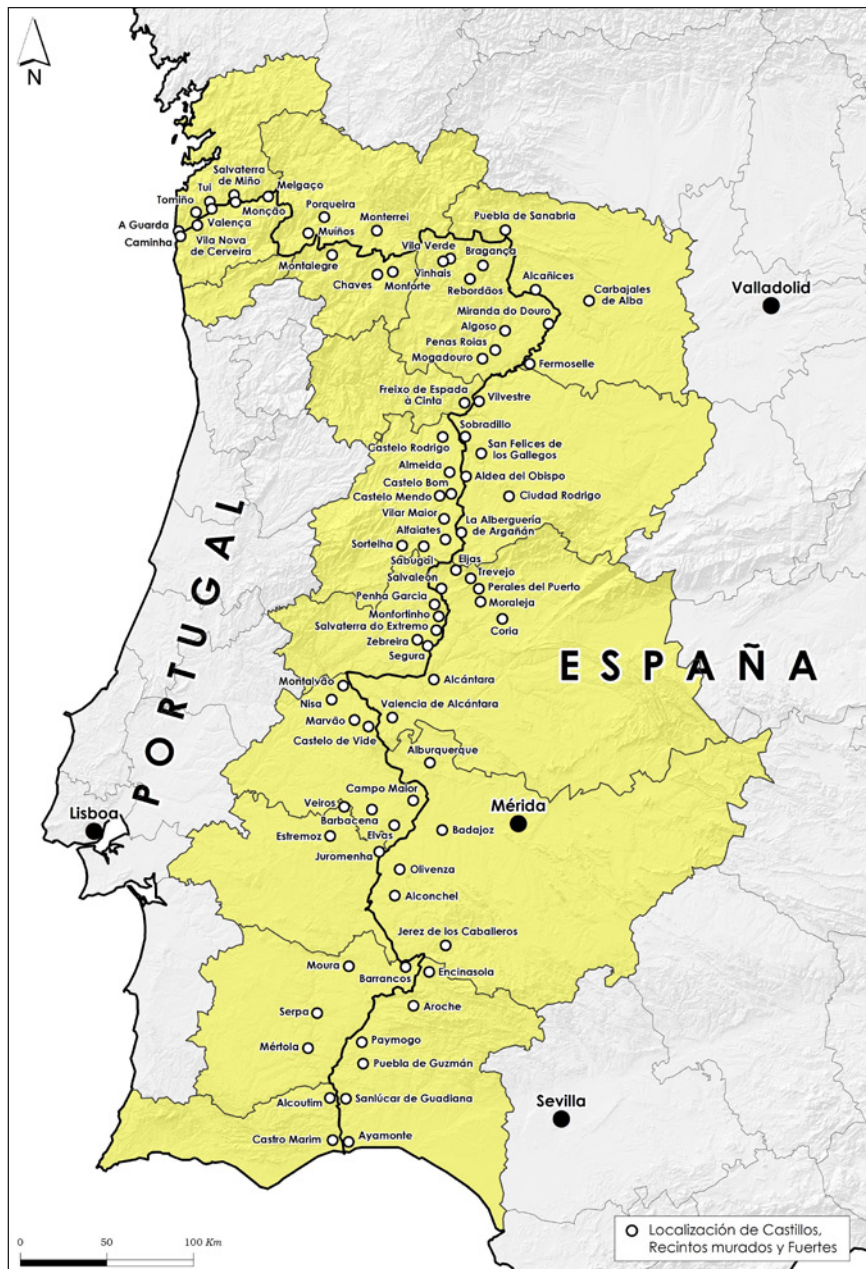 N
Salvaterra
de Miño
Melgaço
Tui
Tomiño
Porqueira
Monterrei
Puebla de Sanabria
A Guarda
Valença
Monção
Muíños
Caminha
Vila Nova
de Cerveira
Vila Verde
Bragança
Montalegre
Vinhais
Alcañices
Chaves
Monforte
Rebordãos
Carbajales
de Alba
Valladolid
Miranda do Douro
Algoso
Penas Roias
Mogadouro
Fermoselle
Freixo de Espada
à Cinta
Vilvestre
Sobradillo
Castelo Rodrigo
San Felices de
los Gallegos
Almeida
Aldea del Obispo
Castelo Bom
Castelo Mendo
Ciudad Rodrigo
Vilar Maior
La Alberguería
de Argañán
Alfaiates
Sortelha
Sabugal
Eljas
Trevejo
Salvaleón
Perales del Puerto
Penha Garcia
Moraleja
Monfortinho
Salvaterra do Extremo
Coria
Zebreira
Segura
PORTUGAL
ESPAÑA
Montalvão
Alcántara
Nisa
Valencia de Alcántara
Marvão
Castelo de Vide
Alburquerque
Campo Maior
Veiros
Lisboa
Mérida
Barbacena
Elvas
Badajoz
Estremoz
Juromenha
Olivenza
Alconchel
Jerez de los Caballeros
Moura
Barrancos
Encinasola
Aroche
Serpa
Paymogo
Mértola
Puebla de Guzmán
Alcoutim
Sanlúcar de Guadiana
Sevilla
Castro Marim
Ayamonte
0 50 100 Km
Localización de Castillos,
Recintos murados y Fuertes